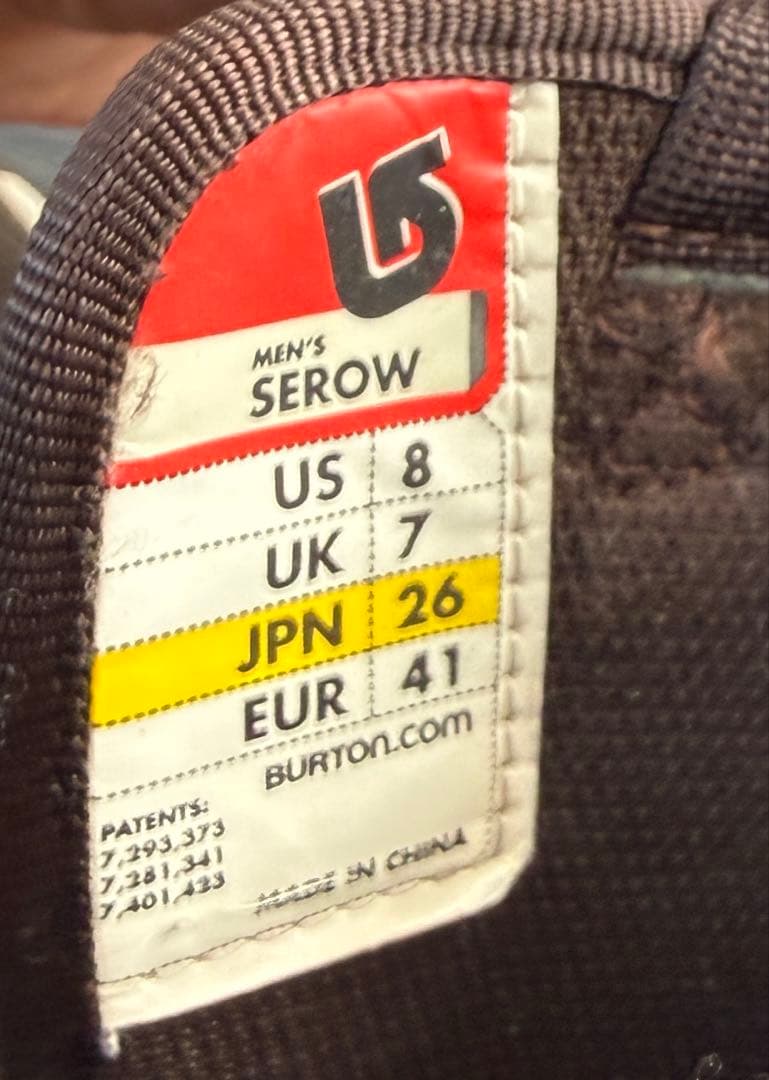 MEN'S
SEROW
US 8
UK 7
JPN 26
EUR 41
BURTON.COM
PATENTS:
7,293,373
7,281,341
7,401,423
MADE IN CHINA